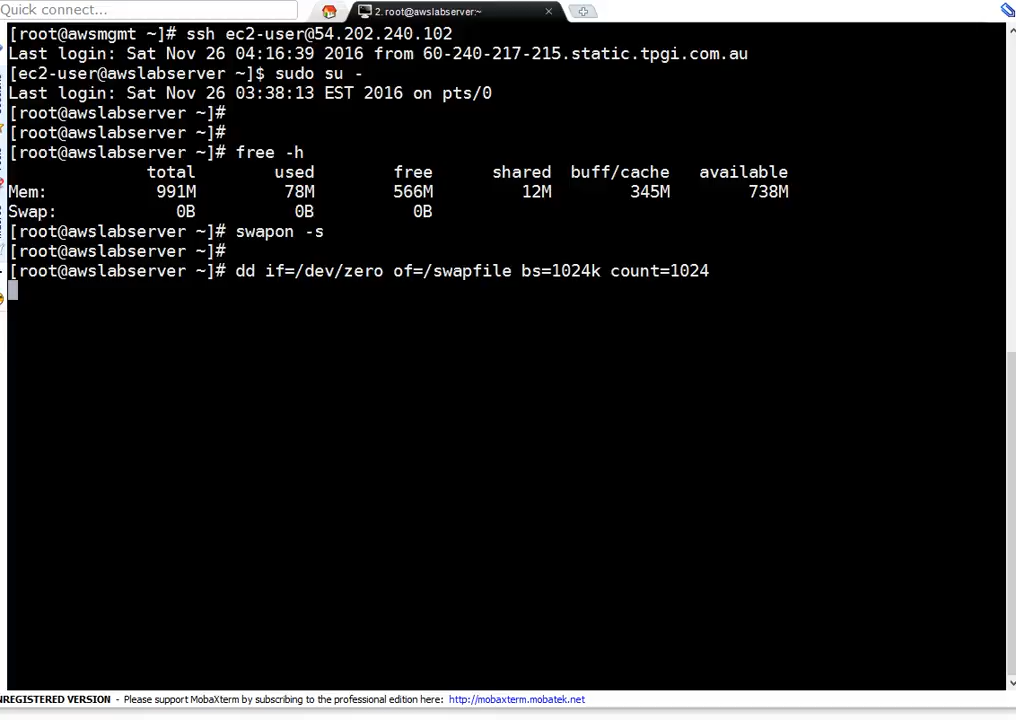 Quick connect...
2. root@awslabserver:~
[root@awsmgmt ~]# ssh ec2-user@54.202.240.102
Last login: Sat Nov 26 04:16:39 2016 from 60-240-217-215.static.tpgi.com.au
[ec2-user@awslabserver ~]$ sudo su -
Last login: Sat Nov 26 03:38:13 EST 2016 on pts/0
[root@awslabserver ~]#
[root@awslabserver ~]#
[root@awslabserver ~]# free -h
total used free shared buff/cache available
Mem: 991M 78M 566M 12M 345M 738M
Swap: 0B 0B 0B
[root@awslabserver ~]# swapon -s
[root@awslabserver ~]#
[root@awslabserver ~]# dd if=/dev/zero of=/swapfile bs=1024k count=1024
NREGISTERED VERSION - Please support MobaXterm by subscribing to the professional edition here: http://mobaxterm.mobatek.net